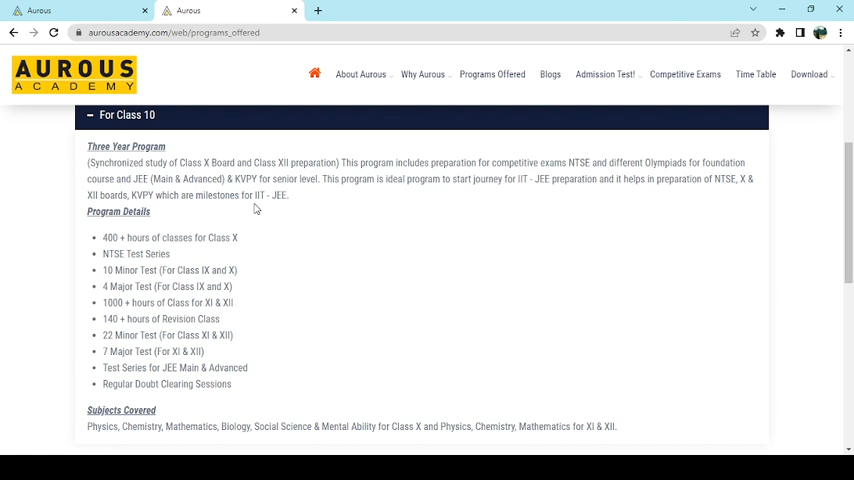 Aurous
Aurous
aurousacademy.com/web/programs_offered
AUROUS
ACADEMY
About Aurous
Why Aurous
Programs Offered
Blogs
Admission Test!
Competitive Exams
Time Table
Download
For Class 10
Three Year Program
(Synchronized study of Class X Board and Class XII preparation) This program includes preparation for competitive exams NTSE and different Olympiads for foundation
course and JEE (Main & Advanced) & KVPY for senior level. This program is ideal program to start journey for IIT - JEE preparation and it helps in preparation of NTSE, X &
XII boards, KVPY which are milestones for IIT - JEE.
Program Details
400 + hours of classes for Class X
NTSE Test Series
10 Minor Test (For Class IX and X)
4 Major Test (For Class IX and X)
1000 + hours of Class for XI & XII
140 + hours of Revision Class
22 Minor Test (For Class XI & XII)
7 Major Test (For XI & XII)
Test Series for JEE Main & Advanced
Regular Doubt Clearing Sessions
Subjects Covered
Physics, Chemistry, Mathematics, Biology, Social Science & Mental Ability for Class X and Physics, Chemistry, Mathematics for XI & XII.